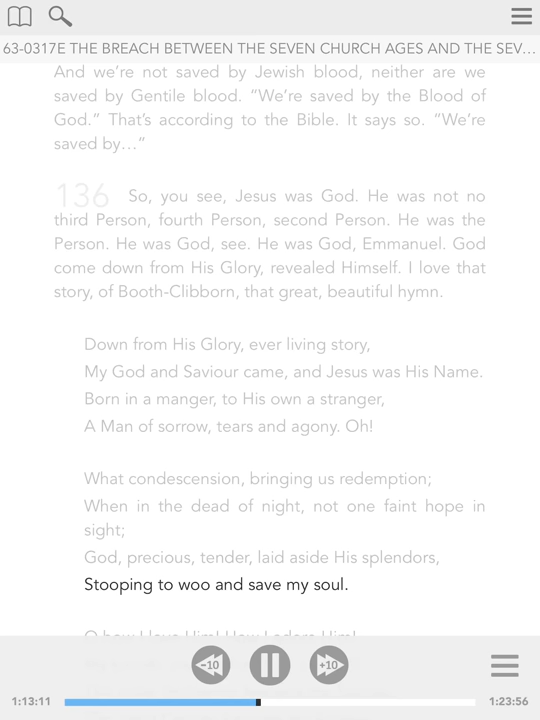 63-0317E THE BREACH BETWEEN THE SEVEN CHURCH AGES AND THE SEV…
And we’re not saved by Jewish blood, neither are we
saved by Gentile blood. “We’re saved by the Blood of
God.” That’s according to the Bible. It says so. “We’re
saved by…”
136 So, you see, Jesus was God. He was not no
third Person, fourth Person, second Person. He was the
Person. He was God, see. He was God, Emmanuel. God
come down from His Glory, revealed Himself. I love that
story, of Booth-Clibborn, that great, beautiful hymn.
Down from His Glory, ever living story,
My God and Saviour came, and Jesus was His Name.
Born in a manger, to His own a stranger,
A Man of sorrow, tears and agony. Oh!
What condescension, bringing us redemption;
When in the dead of night, not one faint hope in
sight;
God, precious, tender, laid aside His splendors,
Stooping to woo and save my soul.
O how I love Him! How I adore Him!
-10 +10
1:13:11 1:23:56